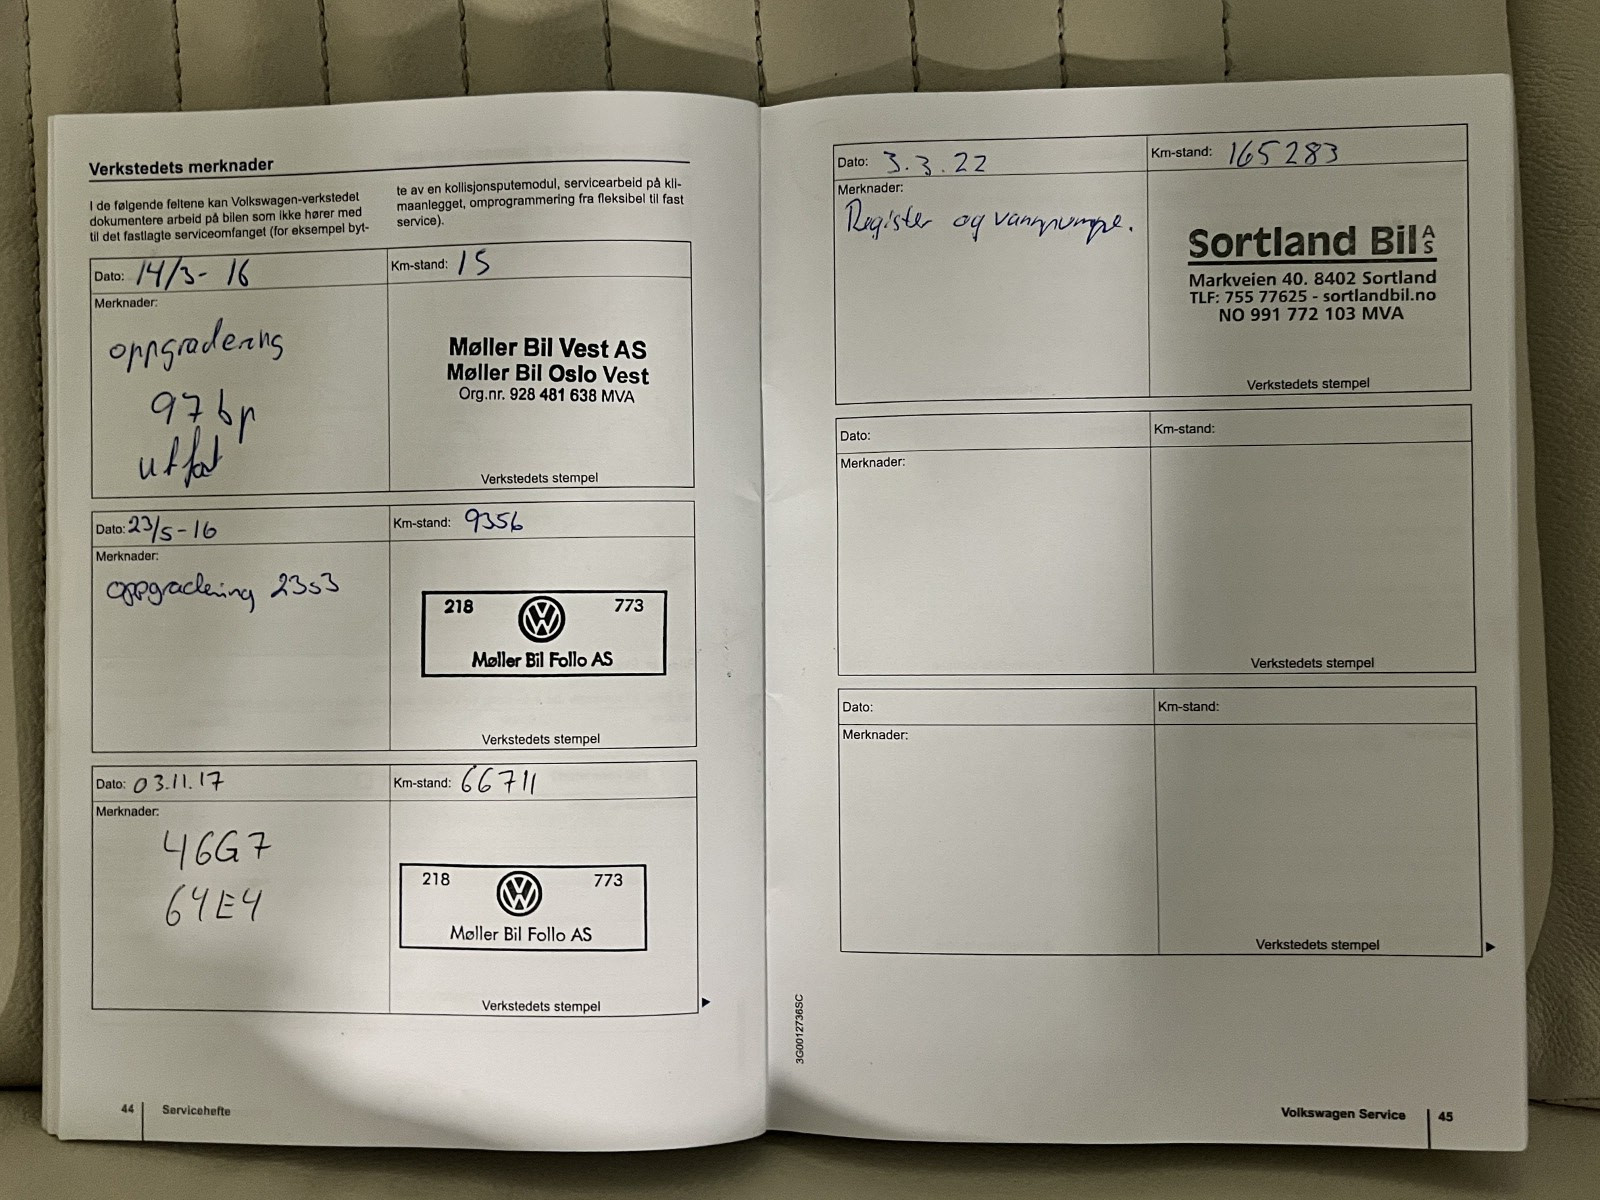 Verkstedets merknader
I de følgende feltene kan Volkswagen-verkstedet
dokumentere arbeid på bilen som ikke hører med
til det fastlagte serviceomfanget (for eksempel byt-
te av en kollisjonsputemodul, servicearbeid på kli-
maanlegget, omprogrammering fra fleksibel til fast
service).
Dato: 14/3-16
Km-stand: 15
Merknader:
oppgradering
97bp
utført
Møller Bil Vest AS
Møller Bil Oslo Vest
Org.nr. 928 481 638 MVA
Verkstedets stempel
Dato: 23/5-16
Km-stand: 9356
Merknader:
oppgradering 23s3
218 773
Møller Bil Follo AS
Verkstedets stempel
Dato: 03.11.17
Km-stand: 66711
Merknader:
46G7
64E4
218 773
Møller Bil Follo AS
Verkstedets stempel
44 Servicehefte
Dato: 3.3.22
Km-stand: 165283
Merknader:
Register og vannpumpe.
Sortland Bil AS
Markveien 40. 8402 Sortland
TLF: 755 77625 - sortlandbil.no
NO 991 772 103 MVA
Verkstedets stempel
Dato:
Km-stand:
Merknader:
Verkstedets stempel
Dato:
Km-stand:
Merknader:
Verkstedets stempel
3G0012736SC
Volkswagen Service 45